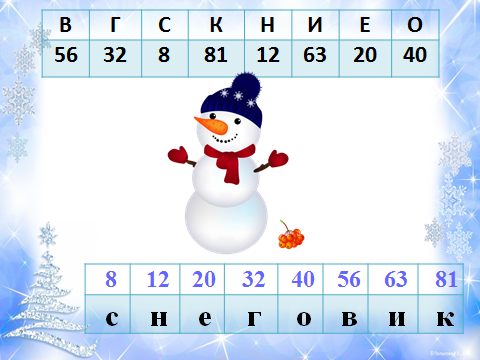 В Г С К Н И Е О
56 32 8 81 12 63 20 40
8 12 20 32 40 56 63 81
с н е г о в и к